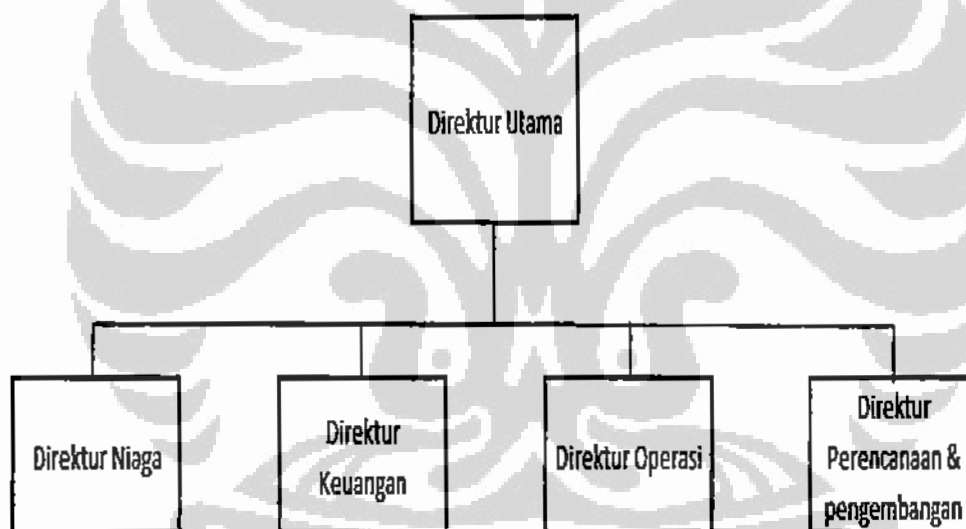 Direktur Utama
Direktur Niaga
Direktur
Keuangan
Direktur Operasi
Direktur
Perencanaan &
pengembangan